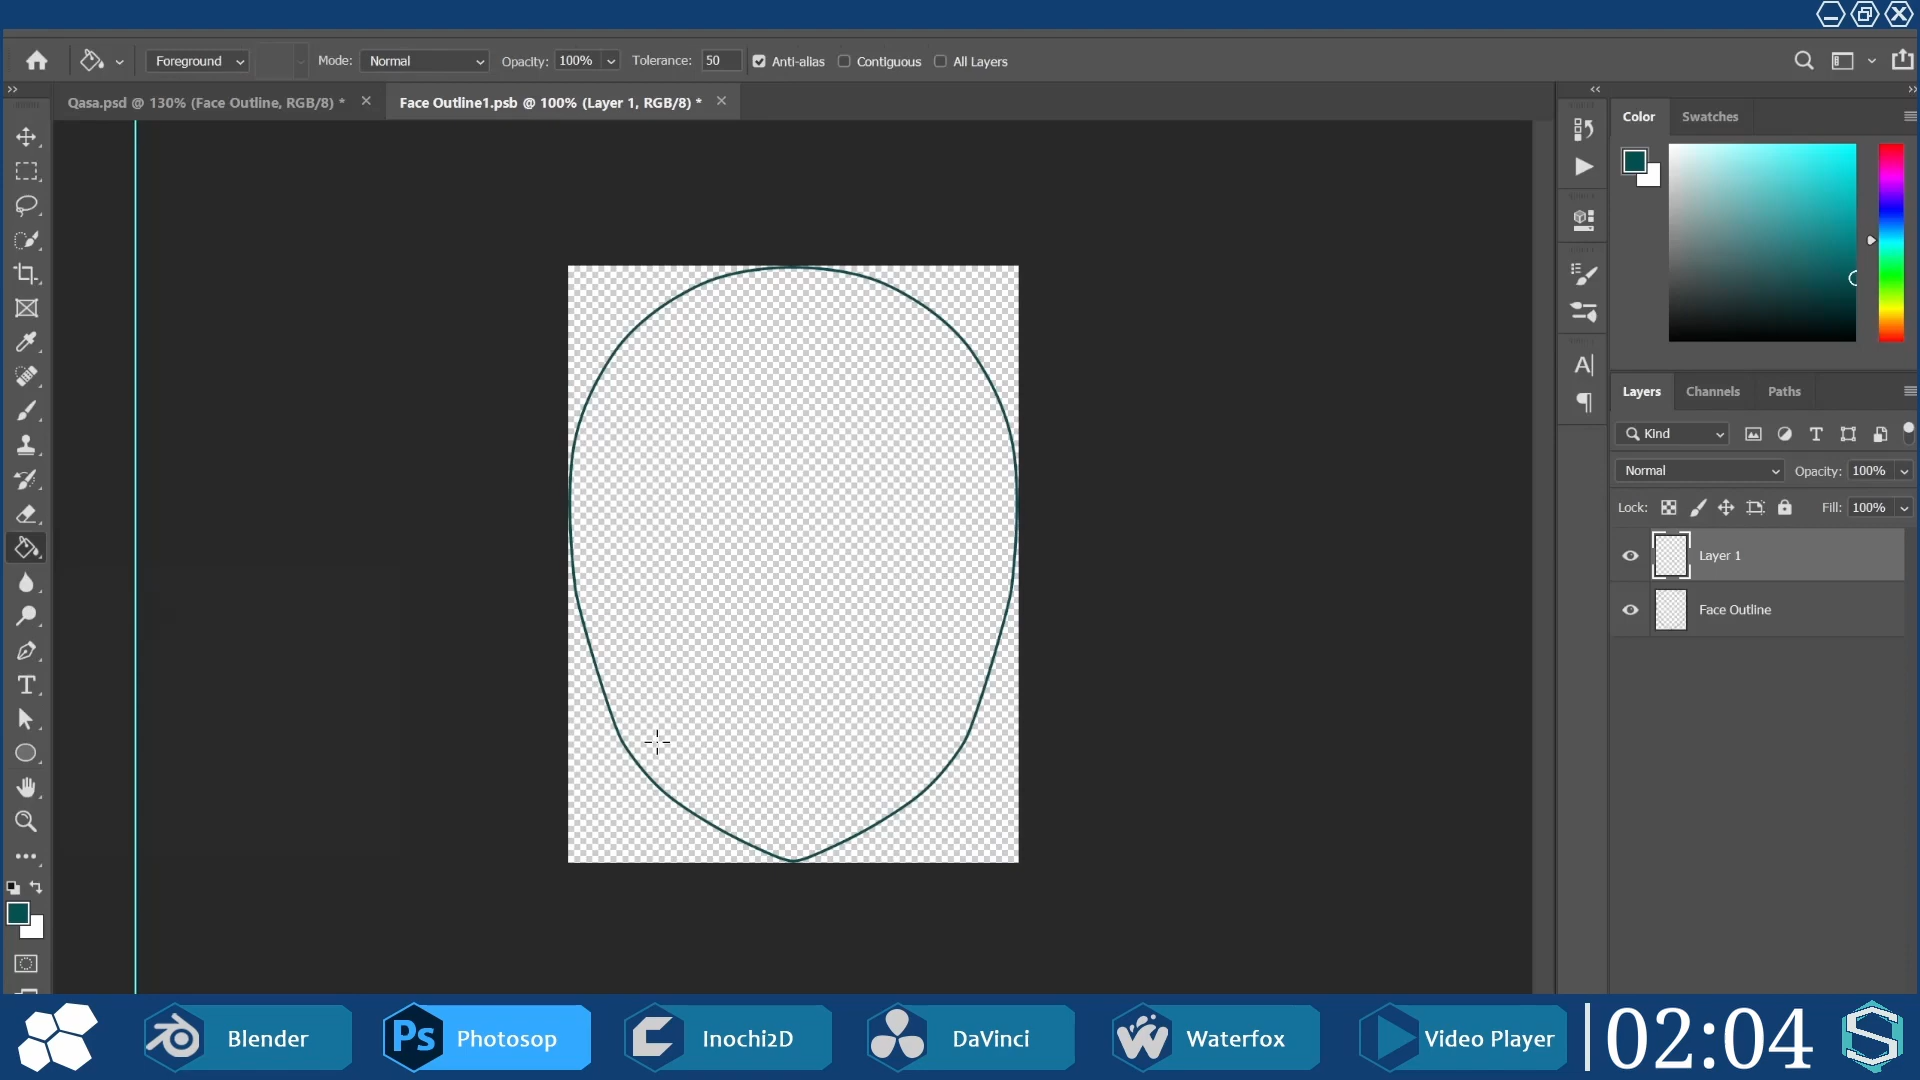 Foreground Mode: Normal Opacity: 100% Tolerance: 50 Anti-alias Contiguous All Layers
Qasa.psd @ 130% (Face Outline, RGB/8) * Face Outline1.psb @ 100% (Layer 1, RGB/8) *
Color Swatches
Layers Channels Paths
Kind
Normal Opacity: 100%
Lock: Fill: 100%
Layer 1
Face Outline
Blender Ps Photosop Inochi2D DaVinci Waterfox Video Player 02:04